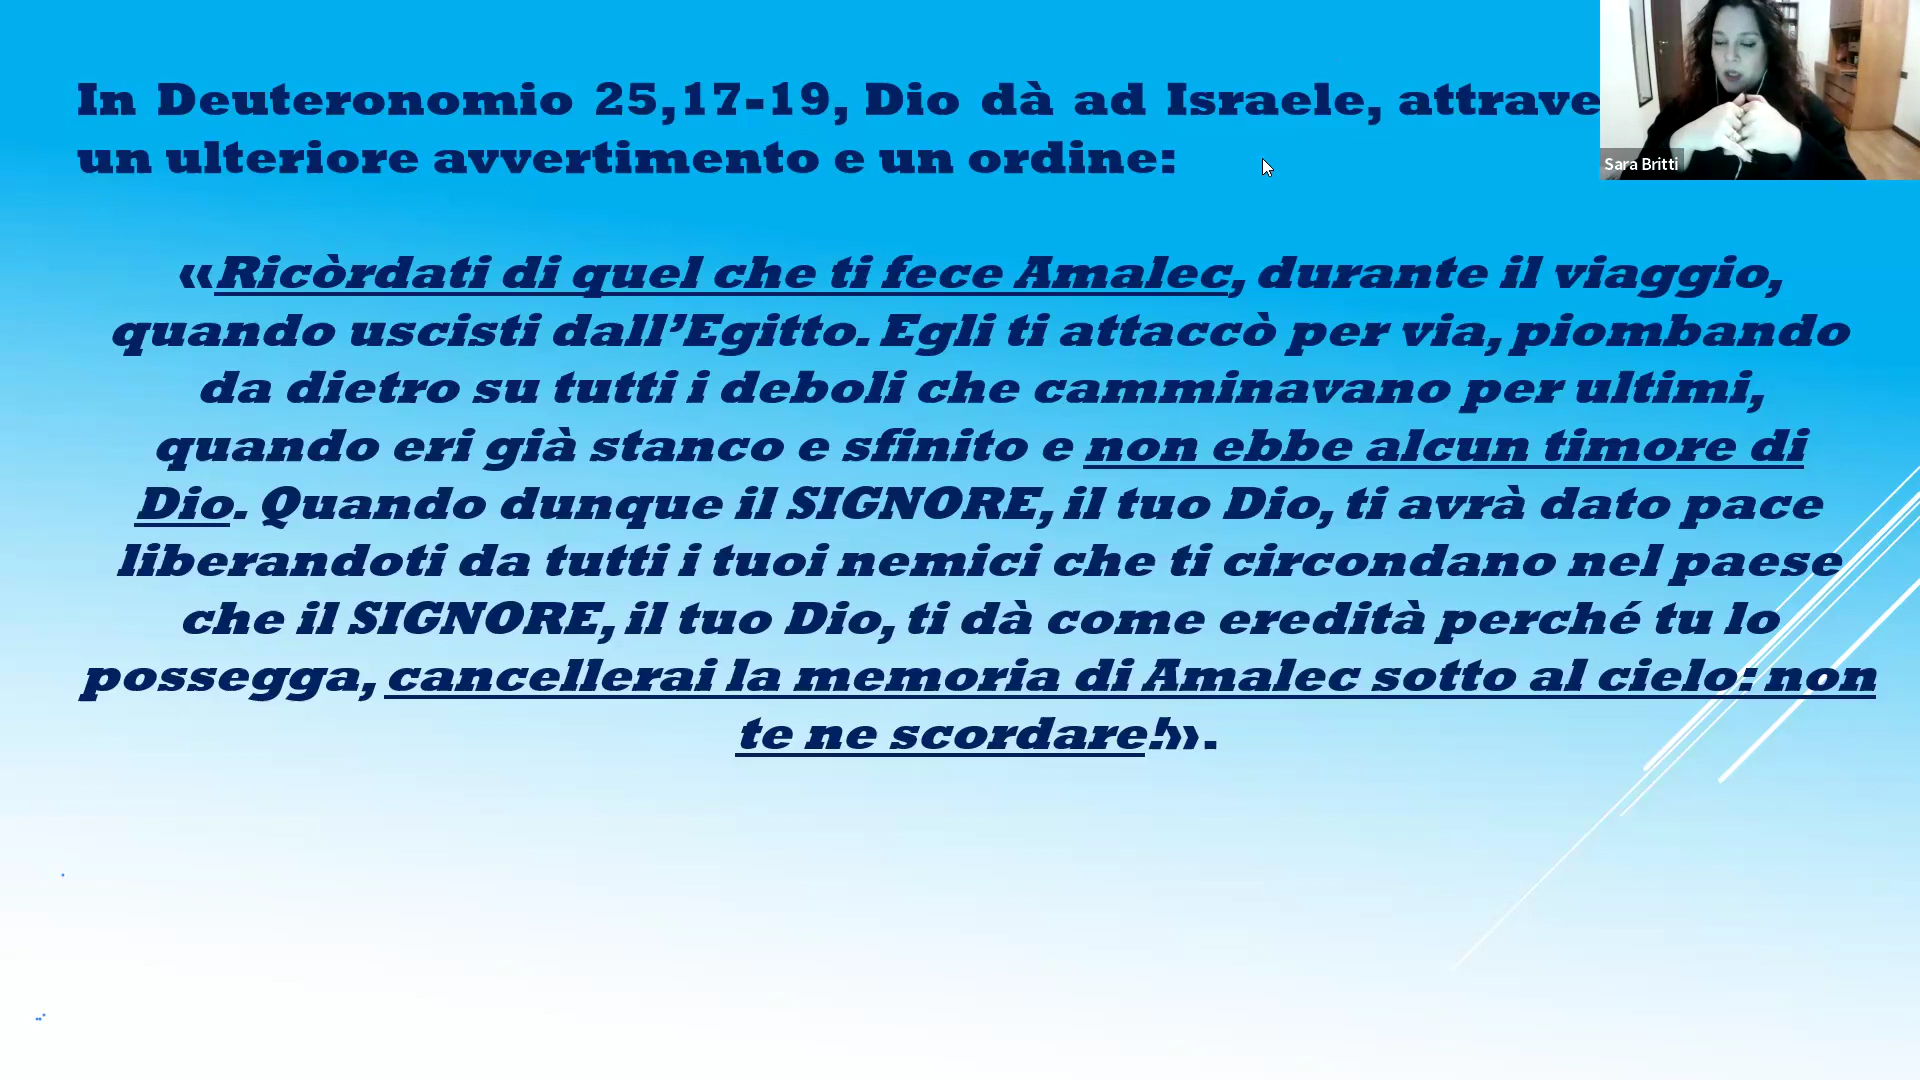 In Deuteronomio 25,17-19, Dio dà ad Israele,
un ulteriore avvertimento e un ordine:
«Ricòrdati di quel che ti fece Amalec, durante il viaggio,
quando uscisti dall’Egitto. Egli ti attaccò per via, piombando
da dietro su tutti i deboli che camminavano per ultimi,
quando eri già stanco e sfinito e non ebbe alcun timore di
Dio. Quando dunque il SIGNORE, il tuo Dio, ti avrà dato pace
liberandoti da tutti i tuoi nemici che ti circondano nel paese
che il SIGNORE, il tuo Dio, ti dà come eredità perché tu lo
possegga, cancellerai la memoria di Amalec sotto al cielo: non
te ne scordare!».
Sara Britti